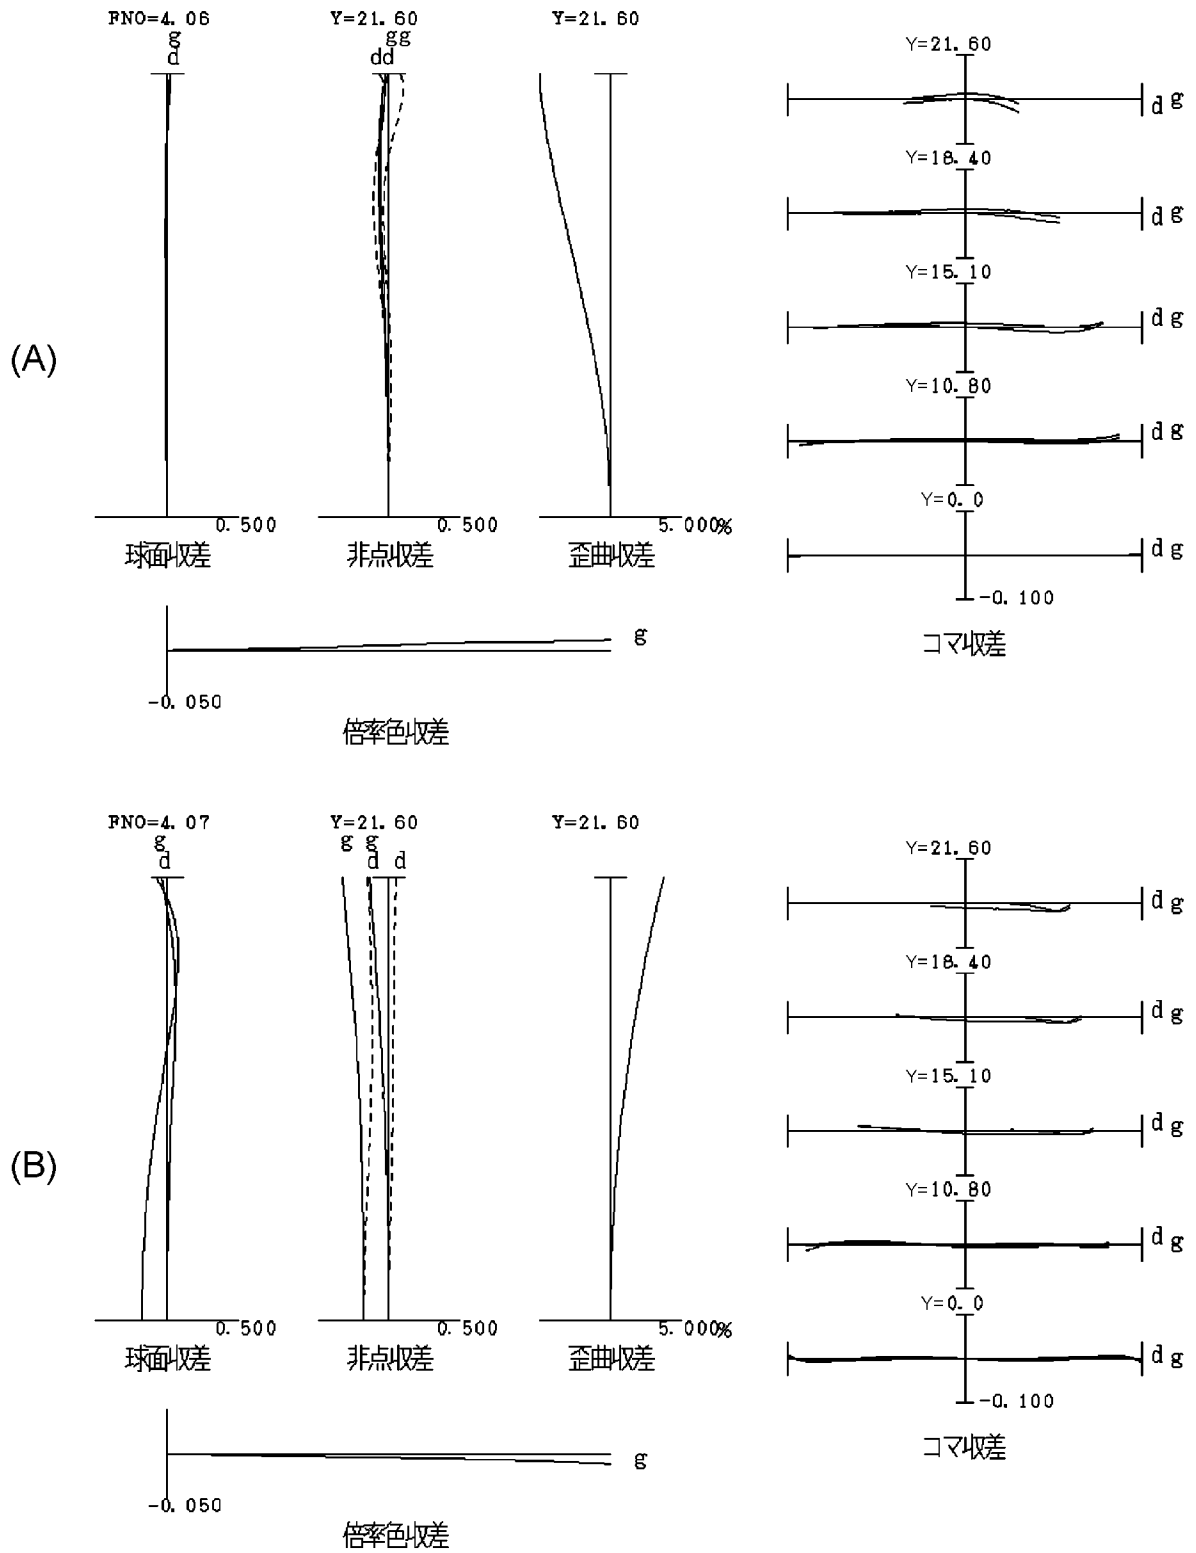 (A)
FNO=4.06
g
d
0.500
球面収差
Y=21.60
gg
dd
0.500
非点収差
Y=21.60
5.000%
歪曲収差
Y=21.60
d g
Y=18.40
d g
Y=15.10
d g
Y=10.80
d g
Y=0.0
d g
-0.100
コマ収差
g
-0.050
倍率色収差
(B)
FNO=4.07
g
d
0.500
球面収差
Y=21.60
g g
d d
0.500
非点収差
Y=21.60
5.000%
歪曲収差
Y=21.60
d g
Y=18.40
d g
Y=15.10
d g
Y=10.80
d g
Y=0.0
d g
-0.100
コマ収差
g
-0.050
倍率色収差